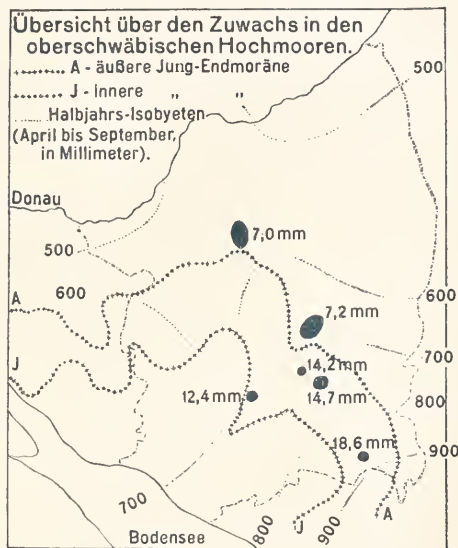 Übersicht über den Zuwachs in den
oberschwäbischen Hochmooren.
A - äußere Jung-Endmoräne
J - innere " "
Halbjahrs-Isobyeten
(April bis September,
in Millimeter).
500
Donau
7,0 mm
500
600
600
A
7,2 mm
700
J
14,2 mm
12,4 mm
14,7 mm
800
18,6 mm
900
700
A
800
J
900
Bodensee